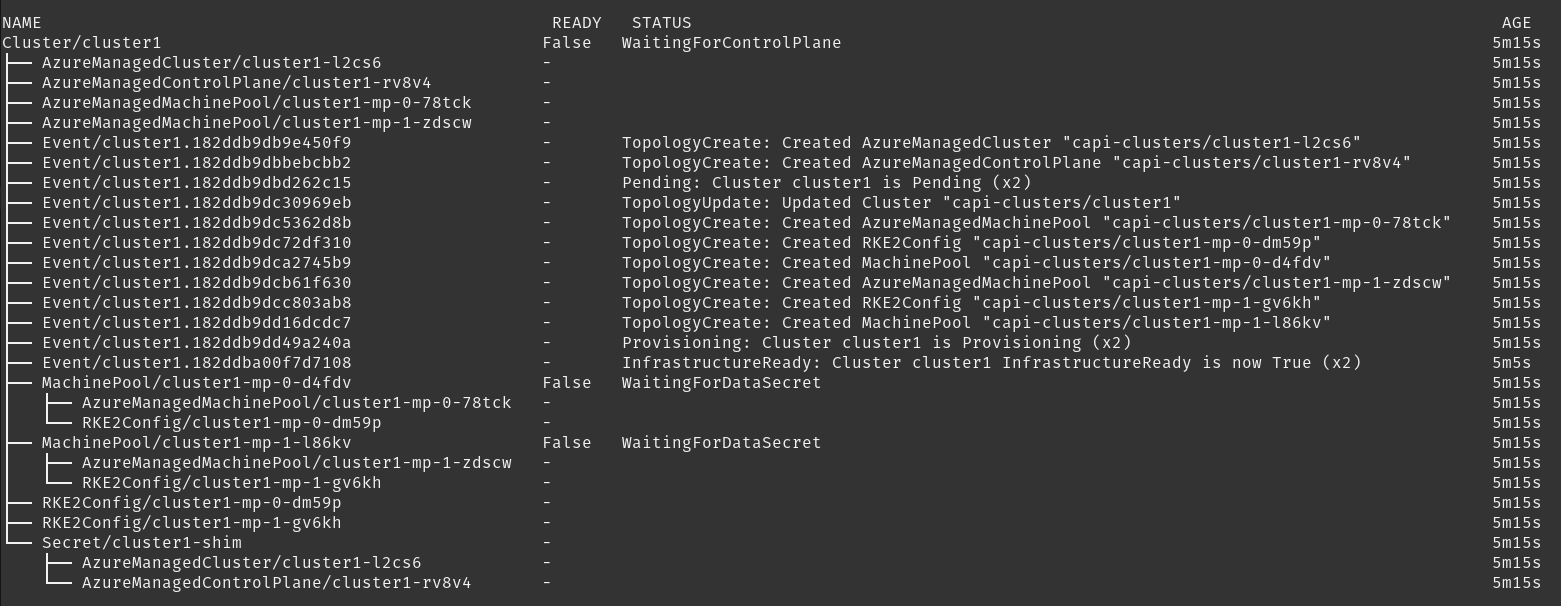 NAME READY STATUS AGE
Cluster/cluster1 False WaitingForControlPlane 5m15s
├── AzureManagedCluster/cluster1-l2cs6 - 5m15s
├── AzureManagedControlPlane/cluster1-rv8v4 - 5m15s
├── AzureManagedMachinePool/cluster1-mp-0-78tck - 5m15s
├── AzureManagedMachinePool/cluster1-mp-1-zdscw - 5m15s
├── Event/cluster1.182ddb9db9e450f9 - TopologyCreate: Created AzureManagedCluster "capi-clusters/cluster1-l2cs6" 5m15s
├── Event/cluster1.182ddb9dbbebcbb2 - TopologyCreate: Created AzureManagedControlPlane "capi-clusters/cluster1-rv8v4" 5m15s
├── Event/cluster1.182ddb9dbd262c15 - Pending: Cluster cluster1 is Pending (x2) 5m15s
├── Event/cluster1.182ddb9dc30969eb - TopologyUpdate: Updated Cluster "capi-clusters/cluster1" 5m15s
├── Event/cluster1.182ddb9dc5362d8b - TopologyCreate: Created AzureManagedMachinePool "capi-clusters/cluster1-mp-0-78tck" 5m15s
├── Event/cluster1.182ddb9dc72df310 - TopologyCreate: Created RKE2Config "capi-clusters/cluster1-mp-0-dm59p" 5m15s
├── Event/cluster1.182ddb9dca2745b9 - TopologyCreate: Created MachinePool "capi-clusters/cluster1-mp-0-d4fdv" 5m15s
├── Event/cluster1.182ddb9dcb61f630 - TopologyCreate: Created AzureManagedMachinePool "capi-clusters/cluster1-mp-1-zdscw" 5m15s
├── Event/cluster1.182ddb9dcc803ab8 - TopologyCreate: Created RKE2Config "capi-clusters/cluster1-mp-1-gv6kh" 5m15s
├── Event/cluster1.182ddb9dd16dcdc7 - TopologyCreate: Created MachinePool "capi-clusters/cluster1-mp-1-l86kv" 5m15s
├── Event/cluster1.182ddb9dd49a240a - Provisioning: Cluster cluster1 is Provisioning (x2) 5m15s
├── Event/cluster1.182ddba00f7d7108 - InfrastructureReady: Cluster cluster1 InfrastructureReady is now True (x2) 5m5s
├── MachinePool/cluster1-mp-0-d4fdv False WaitingForDataSecret 5m15s
│   ├── AzureManagedMachinePool/cluster1-mp-0-78tck - 5m15s
│   └── RKE2Config/cluster1-mp-0-dm59p - 5m15s
├── MachinePool/cluster1-mp-1-l86kv False WaitingForDataSecret 5m15s
│   ├── AzureManagedMachinePool/cluster1-mp-1-zdscw - 5m15s
│   └── RKE2Config/cluster1-mp-1-gv6kh - 5m15s
├── RKE2Config/cluster1-mp-0-dm59p - 5m15s
├── RKE2Config/cluster1-mp-1-gv6kh - 5m15s
└── Secret/cluster1-shim - 5m15s
    ├── AzureManagedCluster/cluster1-l2cs6 - 5m15s
    └── AzureManagedControlPlane/cluster1-rv8v4 - 5m15s